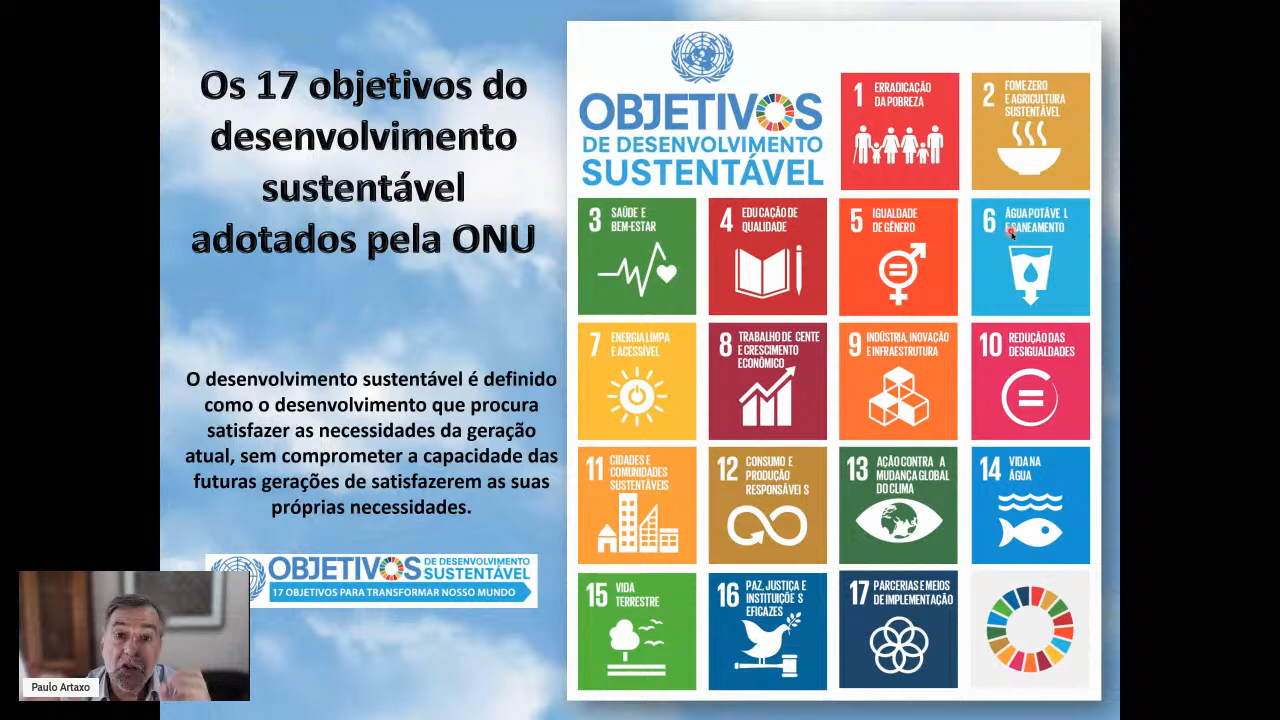 Os 17 objetivos do
desenvolvimento
sustentável
adotados pela ONU
O desenvolvimento sustentável é definido
como o desenvolvimento que procura
satisfazer as necessidades da geração
atual, sem comprometer a capacidade das
futuras gerações de satisfazerem as suas
próprias necessidades.
OBJETIVOS
DE DESENVOLVIMENTO
SUSTENTÁVEL
17 OBJETIVOS PARA TRANSFORMAR NOSSO MUNDO
Paulo Artaxo
OBJETIVOS
DE DESENVOLVIMENTO
SUSTENTÁVEL
1 ERRADICAÇÃO
DA POBREZA
2 FOME ZERO
E AGRICULTURA
SUSTENTÁVEL
3 SAÚDE E
BEM-ESTAR
4 EDUCAÇÃO DE
QUALIDADE
5 IGUALDADE
DE GÊNERO
6 ÁGUA POTÁVE L
E SANEAMENTO
7 ENERGIA LIMPA
E ACESSÍVEL
8 TRABALHO DE CENTE
E CRESCIMENTO
ECONÔMICO
9 INDÚSTRIA, INOVAÇÃO
E INFRAESTRUTURA
10 REDUÇÃO DAS
DESIGUALDADES
11 CIDADES E
COMUNIDADES
SUSTENTÁVEIS
12 CONSUMO E
PRODUÇÃO
RESPONSÁVEI S
13 AÇÃO CONTRA A
MUDANÇA GLOBAL
DO CLIMA
14 VIDA NA
ÁGUA
15 VIDA
TERRESTRE
16 PAZ, JUSTIÇA E
INSTITUIÇÕE S
EFICAZES
17 PARCERIAS E MEIOS
DE IMPLEMENTAÇÃO